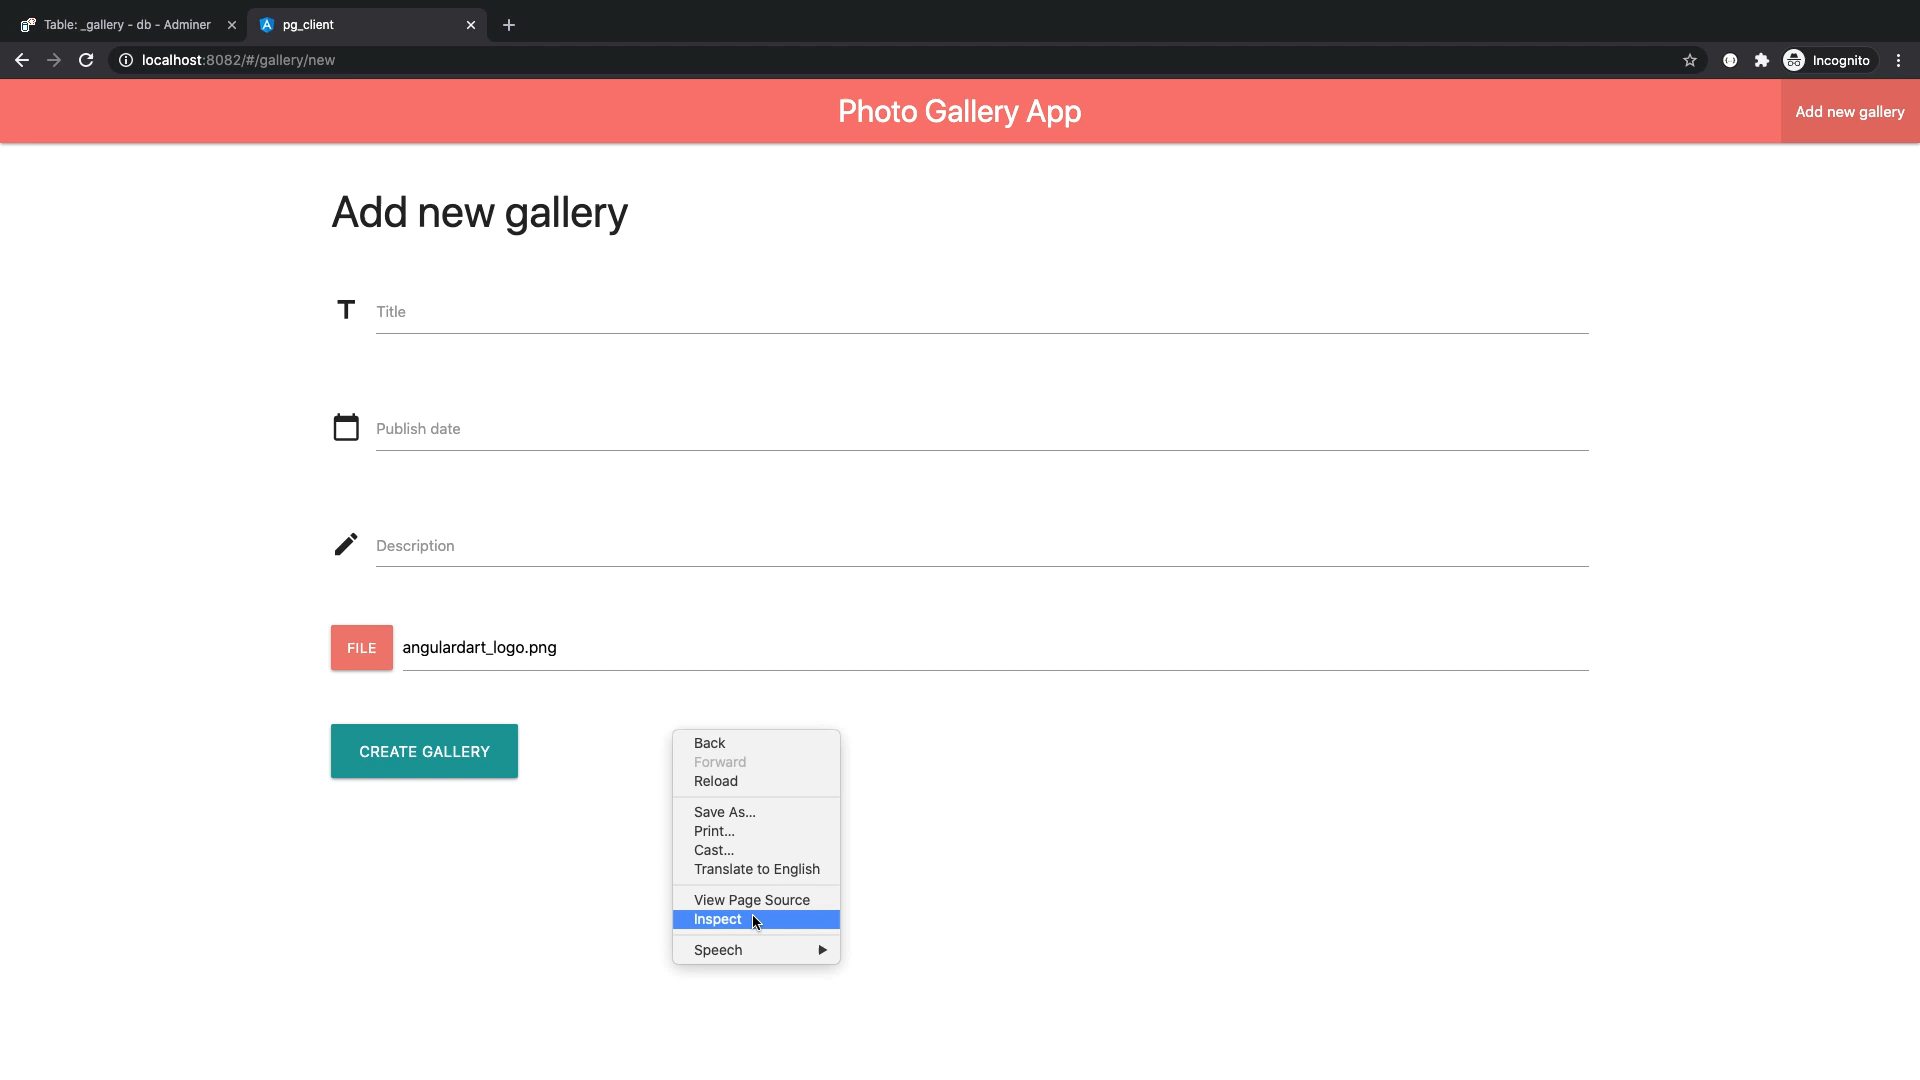 Table: _gallery - db - Adminer
pg_client
localhost:8082/#/gallery/new
Incognito
Photo Gallery App
Add new gallery
Add new gallery
Title
Publish date
Description
FILE
angulardart_logo.png
CREATE GALLERY
Back
Forward
Reload
Save As...
Print...
Cast...
Translate to English
View Page Source
Inspect
Speech